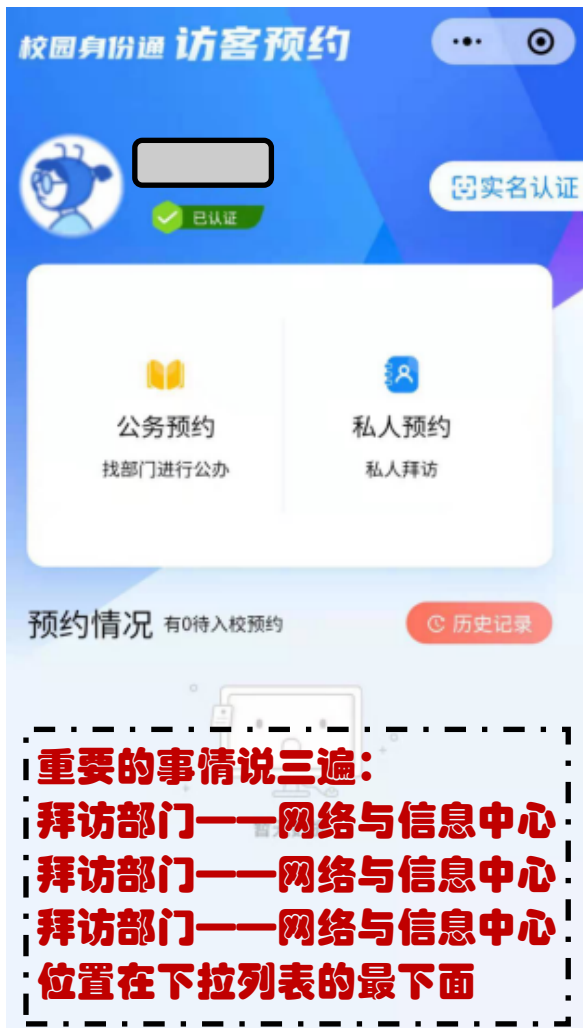 校园身份通 访客预约
实名认证
已认证
公务预约
找部门进行公办
私人预约
私人拜访
预约情况 有0待入校预约
历史记录
重要的事情说三遍：
拜访部门——网络与信息中心
拜访部门——网络与信息中心
拜访部门——网络与信息中心
位置在下拉列表的最下面